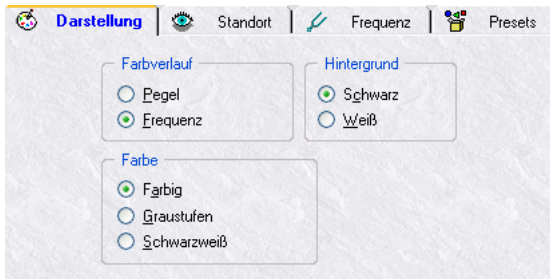 Darstellung Standort Frequenz Presets
Farbverlauf Hintergrund
Pegel Schwarz
Frequenz Weiß
Farbe
Farbig
Graustufen
Schwarzweiß